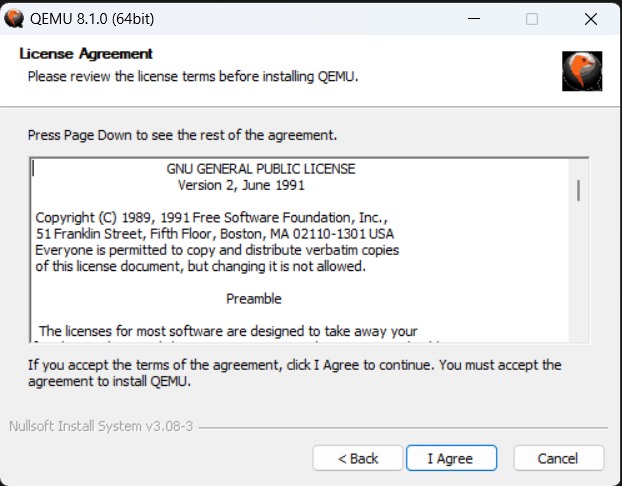 QEMU 8.1.0 (64bit)
License Agreement
Please review the license terms before installing QEMU.
Press Page Down to see the rest of the agreement.
GNU GENERAL PUBLIC LICENSE
Version 2, June 1991
Copyright (C) 1989, 1991 Free Software Foundation, Inc.,
51 Franklin Street, Fifth Floor, Boston, MA 02110-1301 USA
Everyone is permitted to copy and distribute verbatim copies
of this license document, but changing it is not allowed.
Preamble
The licenses for most software are designed to take away your
If you accept the terms of the agreement, click I Agree to continue. You must accept the
agreement to install QEMU.
Nullsoft Install System v3.08-3
< Back
I Agree
Cancel